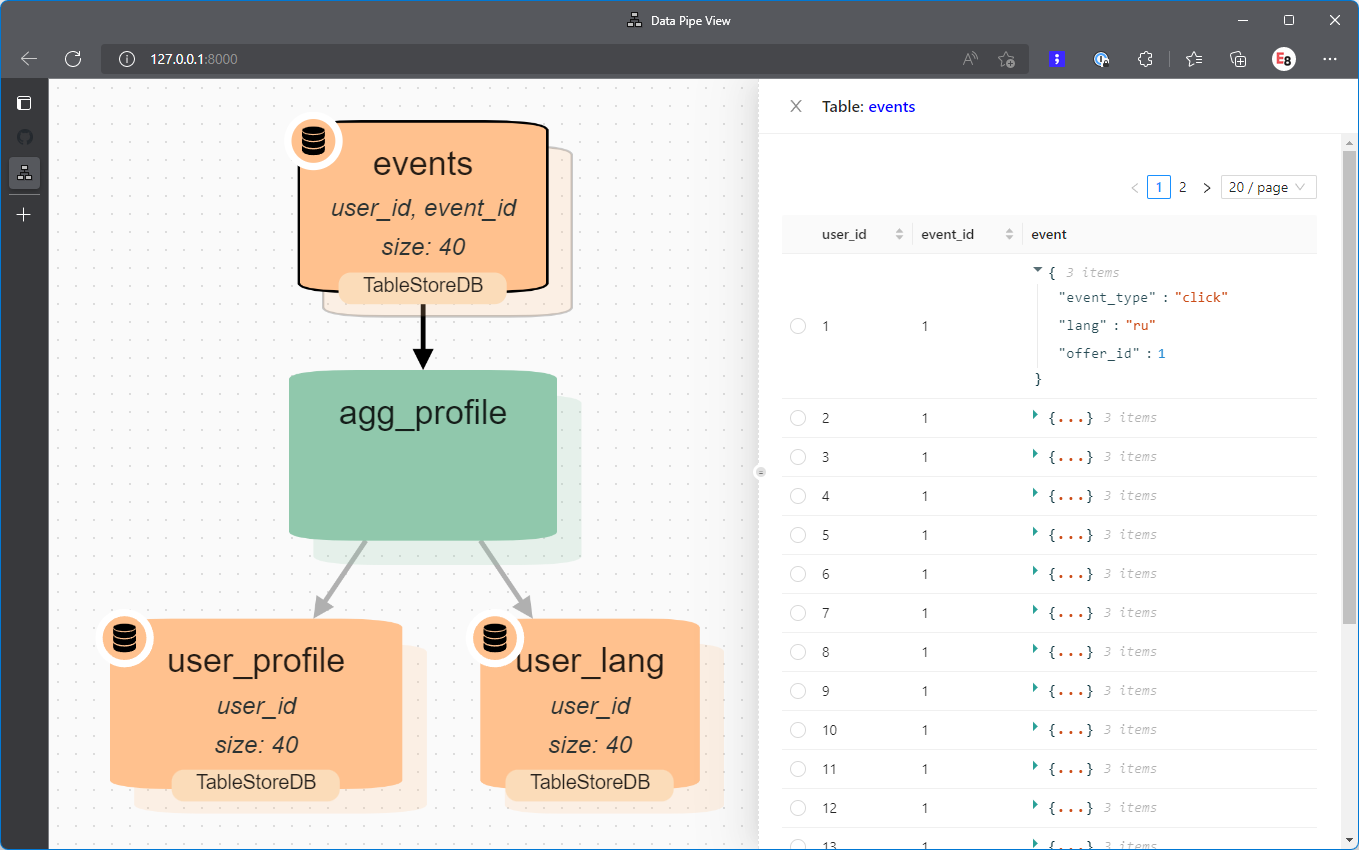 Data Pipe View
127.0.0.1:8000
E8
events
user_id, event_id
size: 40
TableStoreDB
agg_profile
user_profile
user_id
size: 40
TableStoreDB
user_lang
user_id
size: 40
TableStoreDB
Table: events
1 2 20 / page
user_id event_id event
{ 3 items
"event_type" : "click"
1 1 "lang" : "ru"
"offer_id" : 1
}
2 1 {...} 3 items
3 1 {...} 3 items
4 1 {...} 3 items
5 1 {...} 3 items
6 1 {...} 3 items
7 1 {...} 3 items
8 1 {...} 3 items
9 1 {...} 3 items
10 1 {...} 3 items
11 1 {...} 3 items
12 1 {...} 3 items
13 1 {...} 3 items